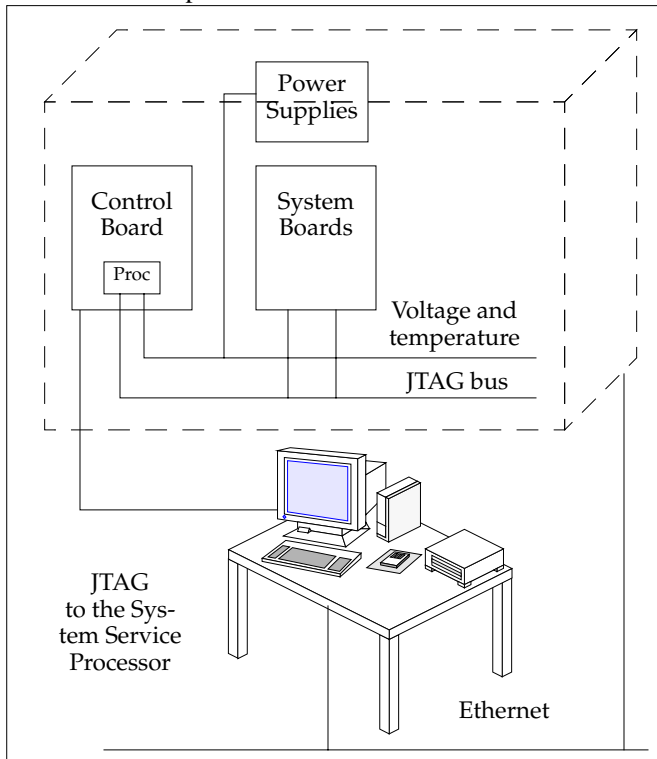 Power
Supplies
Control
Board
System
Boards
Proc
Voltage and
temperature
JTAG bus
JTAG
to the Sys-
tem Service
Processor
Ethernet